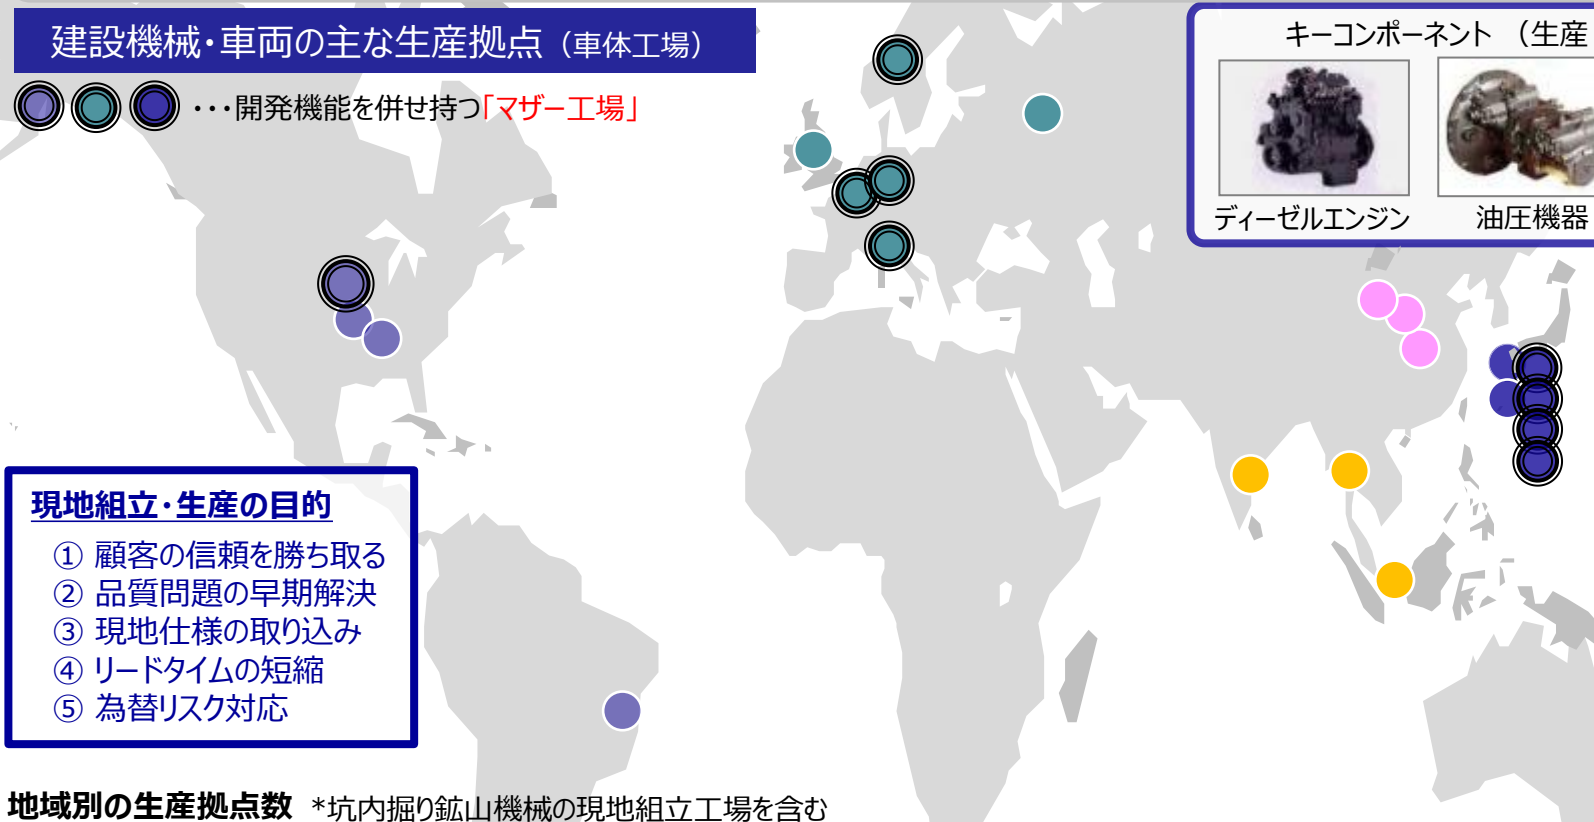 建設機械･車両の主な生産拠点（車体工場）
･･･開発機能を併せ持つ｢マザー工場」
キーコンポーネント （生産
ディーゼルエンジン
油圧機器
現地組立･生産の目的
① 顧客の信頼を勝ち取る
② 品質問題の早期解決
③ 現地仕様の取り込み
④ リードタイムの短縮
⑤ 為替リスク対応
地域別の生産拠点数 *坑内掘り鉱山機械の現地組立工場を含む